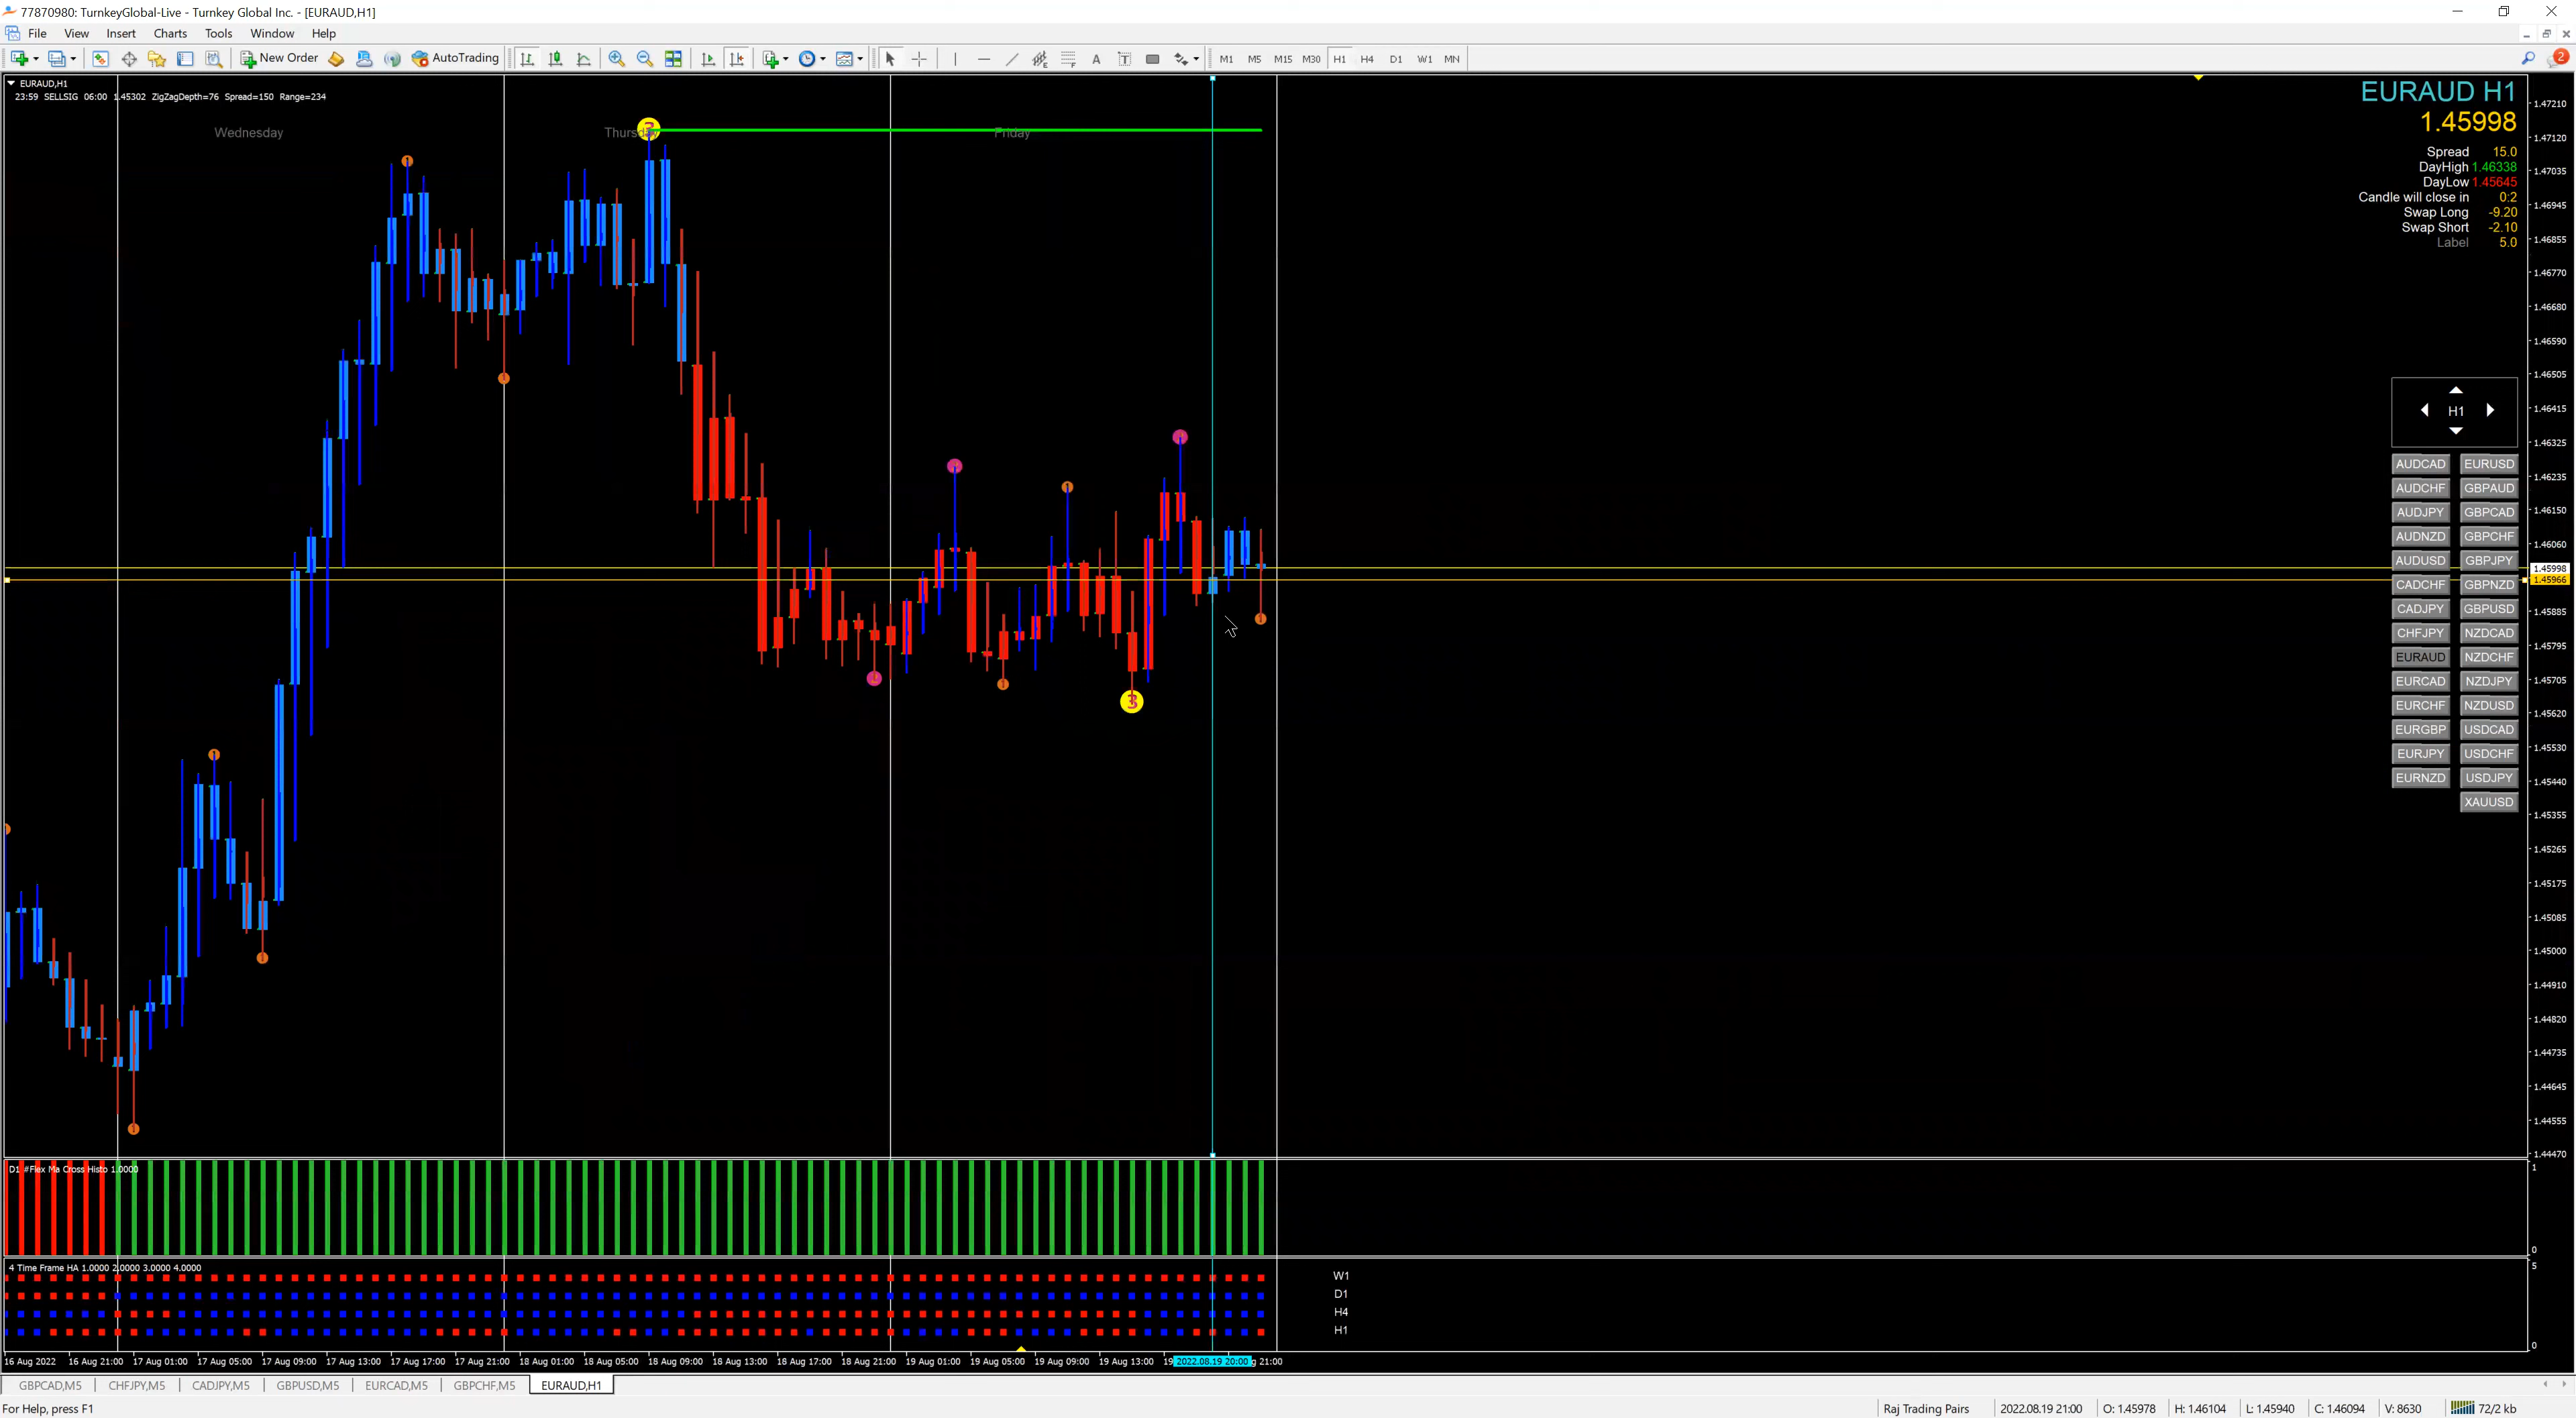 77870980: TurnkeyGlobal-Live - Turnkey Global Inc. - [EURAUD,H1]
File View Insert Charts Tools Window Help
New Order AutoTrading A M1 M5 M15 M30 H1 H4 D1 W1 MN 2
EURAUD,H1
23:59 SELLSIG 06:00 1.45302 ZigZagDepth=76 Spread=150 Range=234
Wednesday Thursday Friday
EURAUD H1
1.45998
Spread 15.0
DayHigh 1.46338
DayLow 1.45645
Candle will close in 0:2
Swap Long -9.20
Swap Short -2.10
Label 5.0
H1
AUDCAD EURUSD
AUDCHF GBPAUD
AUDJPY GBPCAD
AUDNZD GBPCHF
AUDUSD GBPJPY
CADCHF GBPNZD
CADJPY GBPUSD
CHFJPY NZDCAD
EURAUD NZDCHF
EURCAD NZDJPY
EURCHF NZDUSD
EURGBP USDCAD
EURJPY USDCHF
EURNZD USDJPY
XAUUSD
1.47210
1.47120
1.47035
1.46945
1.46855
1.46770
1.46680
1.46590
1.46505
1.46415
1.46325
1.46235
1.46150
1.46060
1.45998
1.45966
1.45885
1.45795
1.45705
1.45620
1.45530
1.45440
1.45355
1.45265
1.45175
1.45085
1.45000
1.44910
1.44820
1.44735
1.44645
1.44555
1.44470
3
D1 #Flex Ma Cross Histo 1.0000
1
0
4 Time Frame HA 1.0000 2.0000 3.0000 4.0000
5
0
W1
D1
H4
H1
16 Aug 2022 16 Aug 21:00 17 Aug 01:00 17 Aug 05:00 17 Aug 09:00 17 Aug 13:00 17 Aug 17:00 17 Aug 21:00 18 Aug 01:00 18 Aug 05:00 18 Aug 09:00 18 Aug 13:00 18 Aug 17:00 18 Aug 21:00 19 Aug 01:00 19 Aug 05:00 19 Aug 09:00 19 Aug 13:00 19 2022.08.19 20:00 g 21:00
GBPCAD,M5 CHFJPY,M5 CADJPY,M5 GBPUSD,M5 EURCAD,M5 GBPCHF,M5 EURAUD,H1
For Help, press F1 Raj Trading Pairs 2022.08.19 21:00 O: 1.45978 H: 1.46104 L: 1.45940 C: 1.46094 V: 8630 72/2 kb